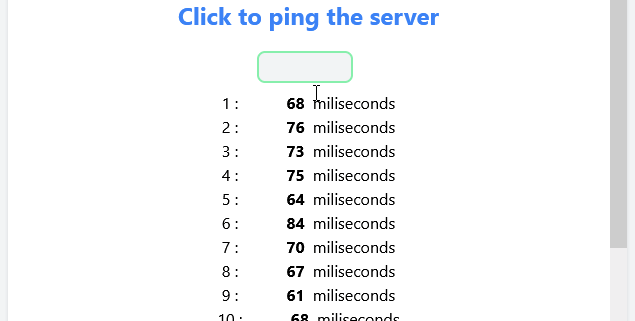 Click to ping the server
1 : 68 miliseconds
2 : 76 miliseconds
3 : 73 miliseconds
4 : 75 miliseconds
5 : 64 miliseconds
6 : 84 miliseconds
7 : 70 miliseconds
8 : 67 miliseconds
9 : 61 miliseconds
10 : 68 miliseconds